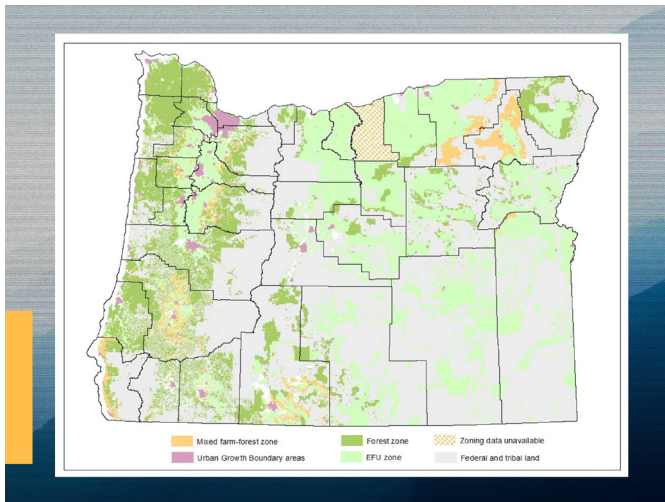 Mixed farm-forest zone
Forest zone
Zoning data unavailable
Urban Growth Boundary areas
EFU zone
Federal and tribal land